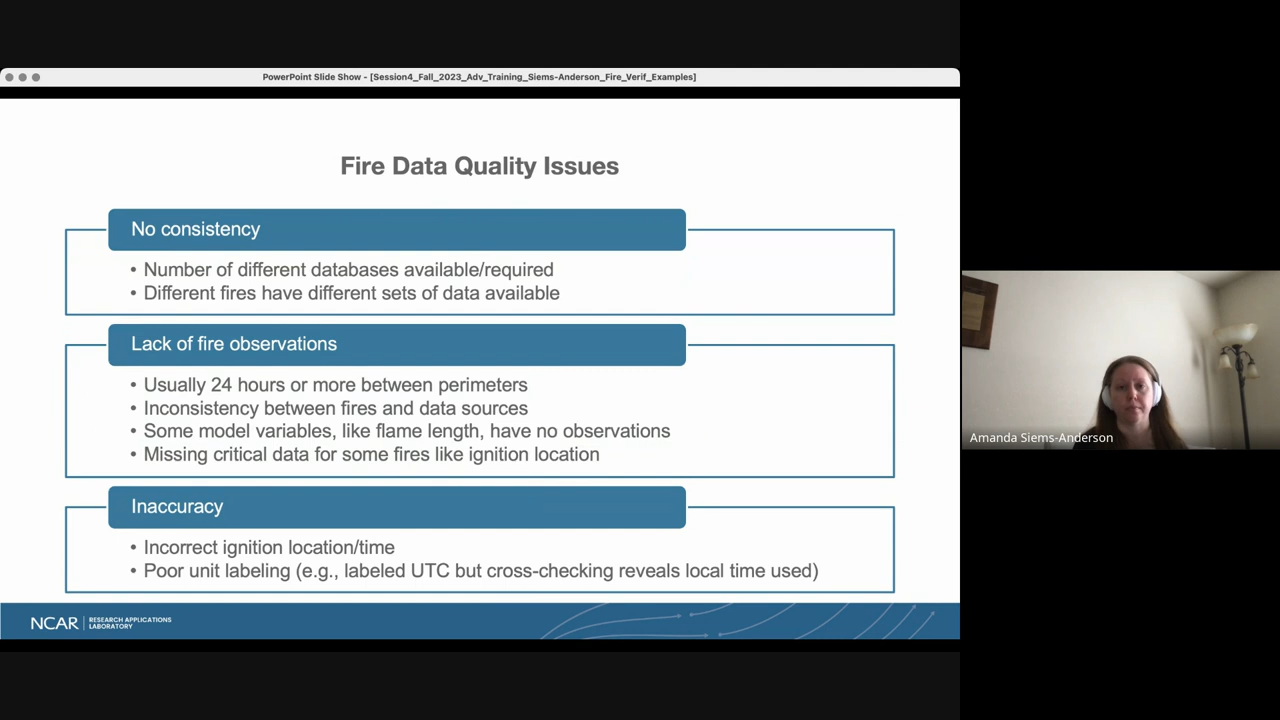 PowerPoint Slide Show - [Session4_Fall_2023_Adv_Training_Siems-Anderson_Fire_Verif_Examples]
Fire Data Quality Issues
No consistency
• Number of different databases available/required
• Different fires have different sets of data available
Lack of fire observations
• Usually 24 hours or more between perimeters
• Inconsistency between fires and data sources
• Some model variables, like flame length, have no observations
• Missing critical data for some fires like ignition location
Inaccuracy
• Incorrect ignition location/time
• Poor unit labeling (e.g., labeled UTC but cross-checking reveals local time used)
NCAR
RESEARCH APPLICATIONS
LABORATORY
Amanda Siems-Anderson